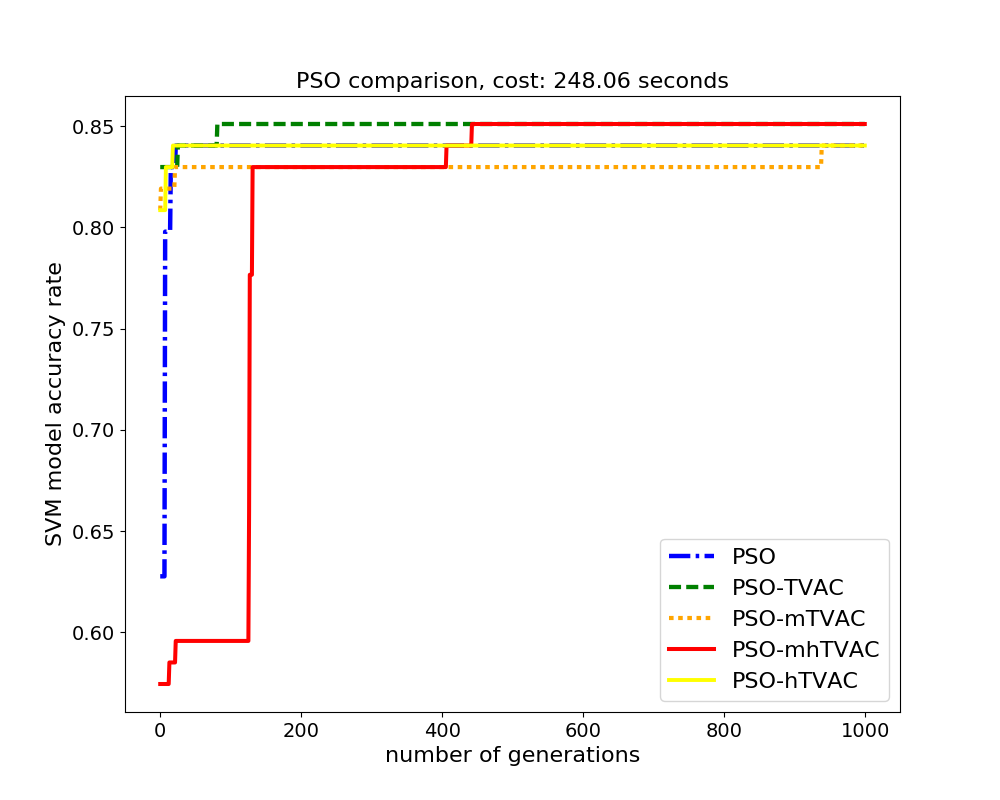 PSO comparison, cost: 248.06 seconds
SVM model accuracy rate
0.85
0.80
0.75
0.70
0.65
0.60
0 200 400 600 800 1000
number of generations
PSO
PSO-TVAC
PSO-mTVAC
PSO-mhTVAC
PSO-hTVAC